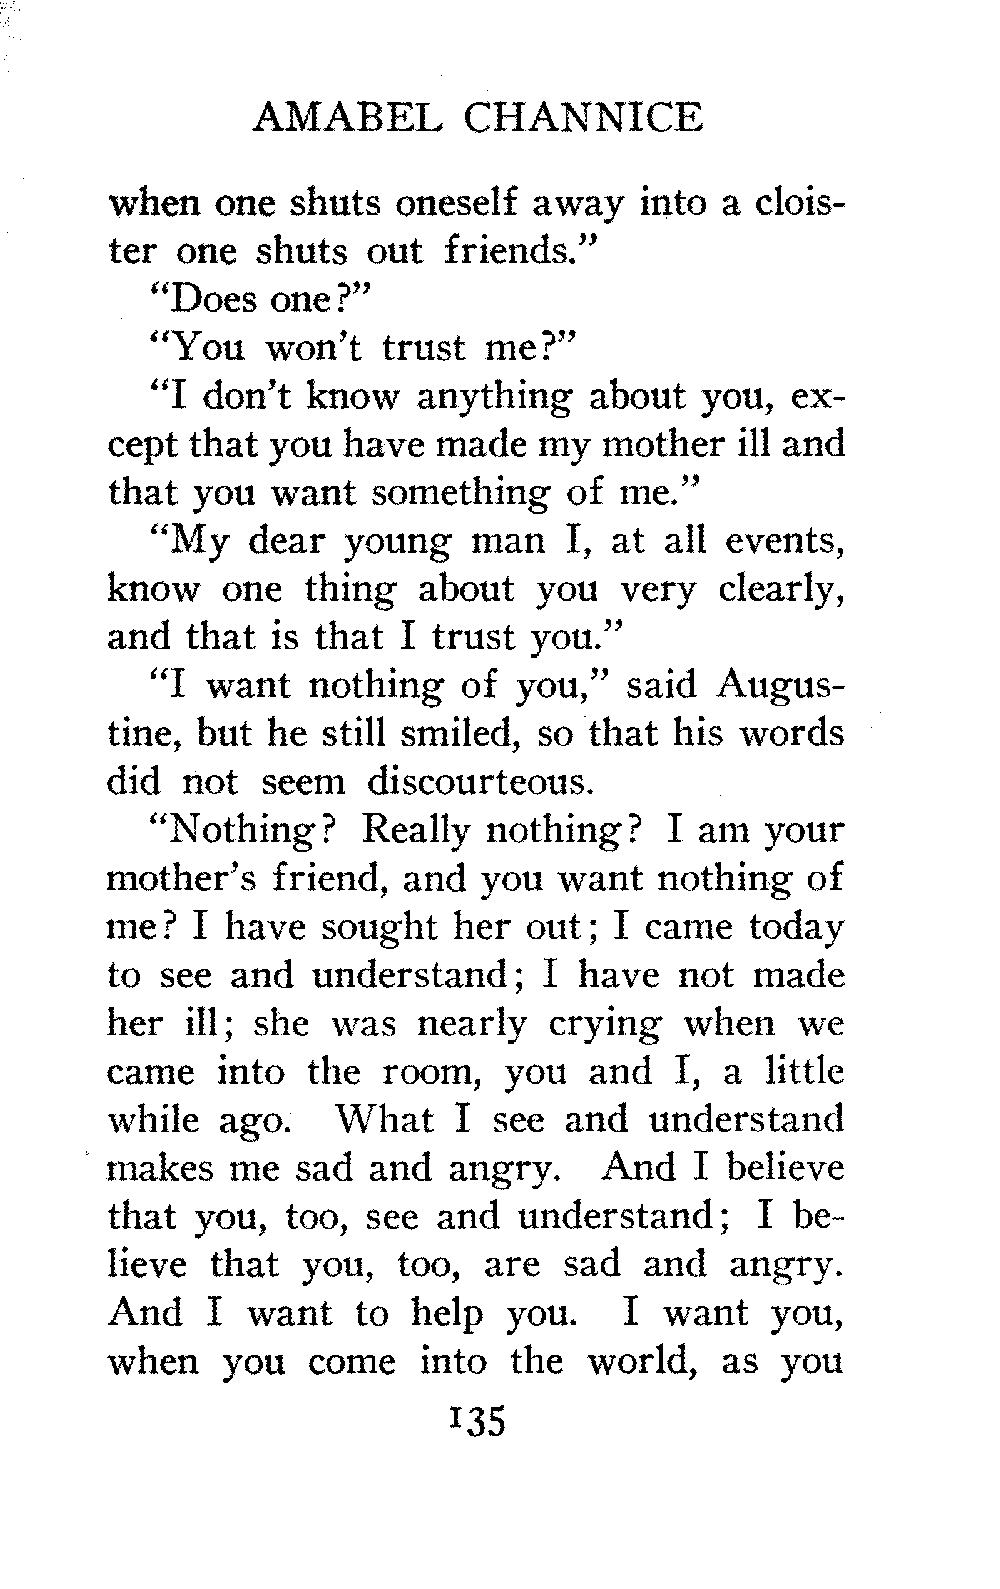 AMABEL CHANNICE
when one shuts oneself away into a clois-
ter one shuts out friends.”
“Does one?”
“You won’t trust me?”
“I don’t know anything about you, ex-
cept that you have made my mother ill and
that you want something of me.”
“My dear young man I, at all events,
know one thing about you very clearly,
and that is that I trust you.”
“I want nothing of you,” said Augus-
tine, but he still smiled, so that his words
did not seem discourteous.
“Nothing? Really nothing? I am your
mother’s friend, and you want nothing of
me? I have sought her out; I came today
to see and understand; I have not made
her ill; she was nearly crying when we
came into the room, you and I, a little
while ago. What I see and understand
makes me sad and angry. And I believe
that you, too, see and understand; I be-
lieve that you, too, are sad and angry.
And I want to help you. I want you,
when you come into the world, as you
135